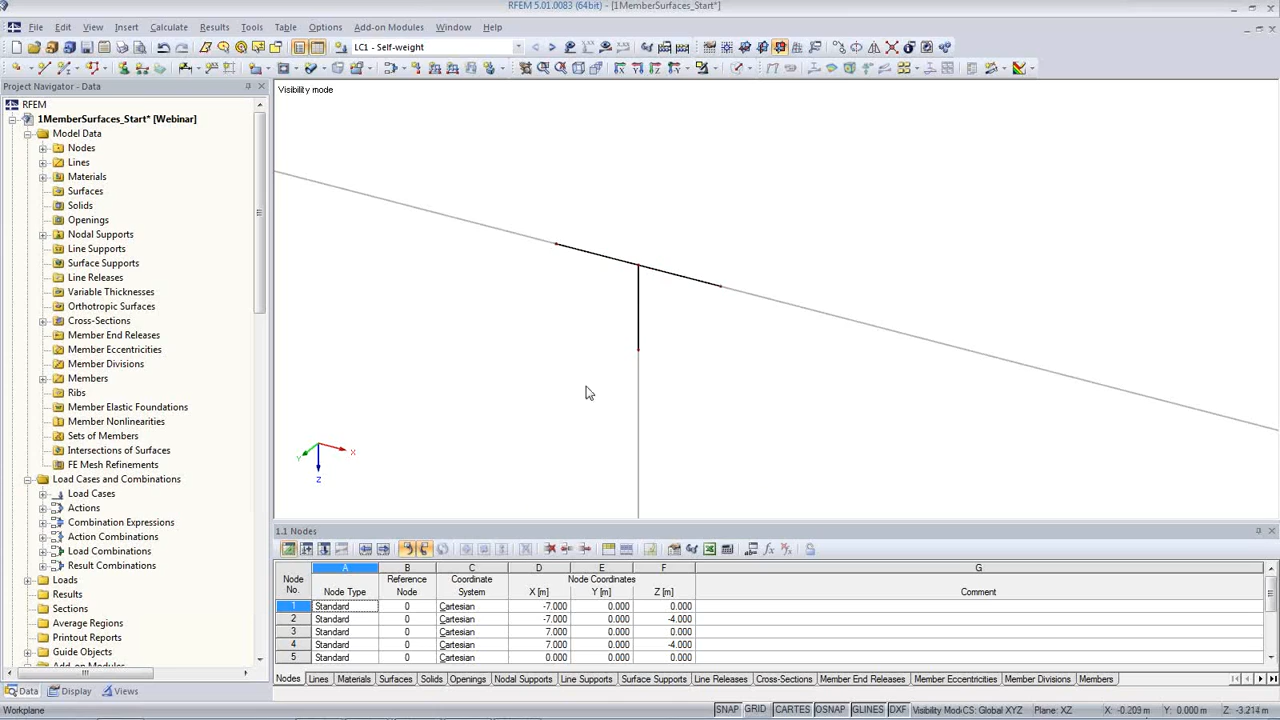 RFEM 5.01.0083 (64bit) - [1MemberSurfaces_Start*]
File Edit View Insert Calculate Results Tools Table Options Add-on Modules Window Help
LC1 - Self-weight
Project Navigator - Data
RFEM
1MemberSurfaces_Start* [Webinar]
Model Data
Nodes
Lines
Materials
Surfaces
Solids
Openings
Nodal Supports
Line Supports
Surface Supports
Line Releases
Variable Thicknesses
Orthotropic Surfaces
Cross-Sections
Member End Releases
Member Eccentricities
Member Divisions
Members
Ribs
Member Elastic Foundations
Member Nonlinearities
Sets of Members
Intersections of Surfaces
FE Mesh Refinements
Load Cases and Combinations
Load Cases
Actions
Combination Expressions
Action Combinations
Load Combinations
Result Combinations
Loads
Results
Sections
Average Regions
Printout Reports
Guide Objects
Add-on Modules
Data Display Views
Visibility mode
X
Y
Z
1.1 Nodes
A B C D E F G
Node Reference Coordinate Node Coordinates
No. Node Type Node System X [m] Y [m] Z [m] Comment
1 Standard 0 Cartesian -7.000 0.000 0.000
2 Standard 0 Cartesian -7.000 0.000 -4.000
3 Standard 0 Cartesian 7.000 0.000 0.000
4 Standard 0 Cartesian 7.000 0.000 -4.000
5 Standard 0 Cartesian 0.000 0.000 0.000
Nodes Lines Materials Surfaces Solids Openings Nodal Supports Line Supports Surface Supports Line Releases Cross-Sections Member End Releases Member Eccentricities Member Divisions Members
Workplane SNAP GRID CARTES OSNAP GLINES DXF Visibility Mod CS: Global XYZ Plane: XZ X: -0.209 m Y: 0.000 m Z: -3.214 m